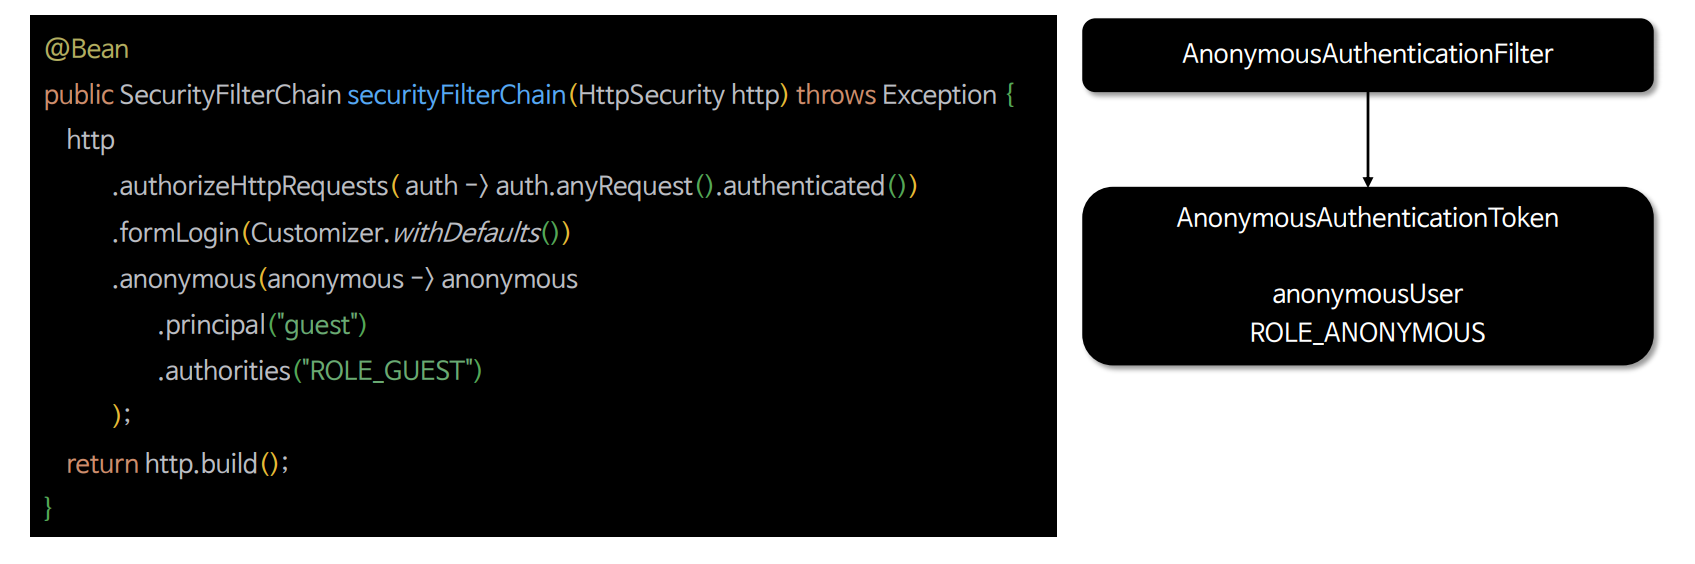 @Bean
public SecurityFilterChain securityFilterChain(HttpSecurity http) throws Exception {
http
.authorizeHttpRequests( auth -> auth.anyRequest().authenticated())
.formLogin(Customizer.withDefaults())
.anonymous(anonymous -> anonymous
.principal("guest")
.authorities("ROLE_GUEST")
);
return http.build();
}
AnonymousAuthenticationFilter
AnonymousAuthenticationToken
anonymousUser
ROLE_ANONYMOUS